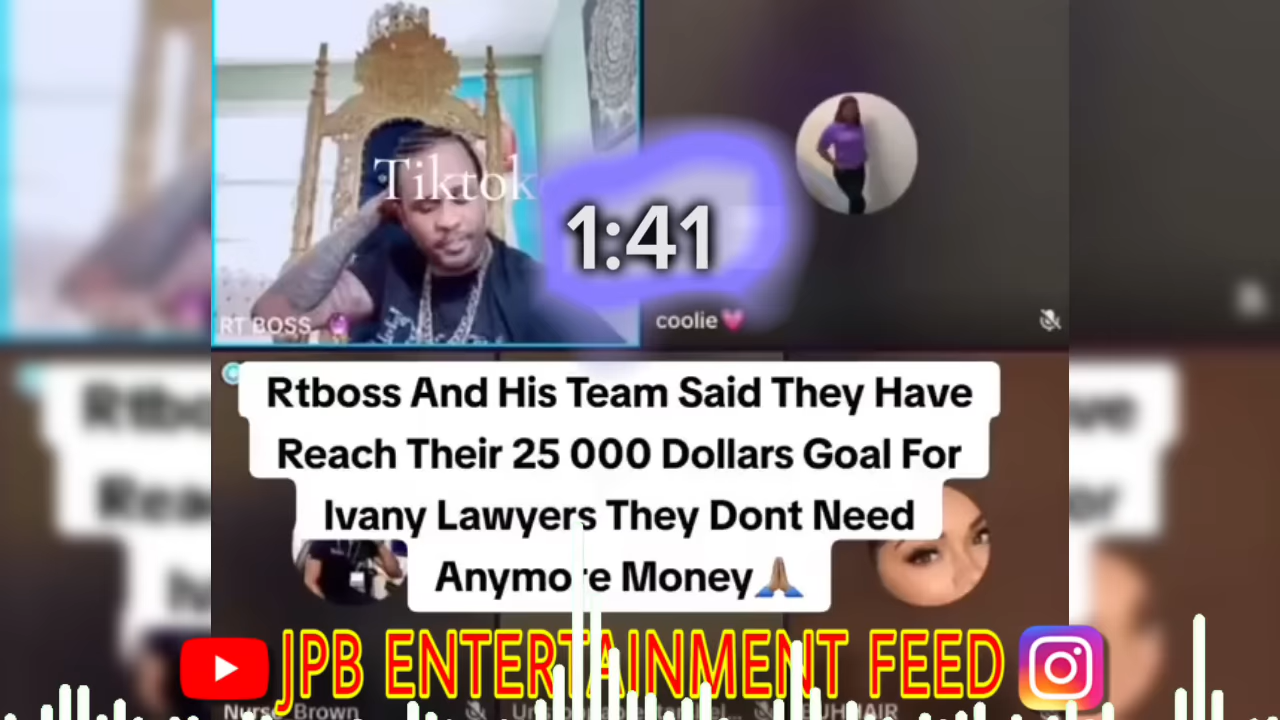 Tiktok
1:41
RT BOSS
coolie
Rtboss And His Team Said They Have
Reach Their 25 000 Dollars Goal For
Ivany Lawyers They Dont Need
Anymore Money
JPB ENTERTAINMENT FEED
Brown